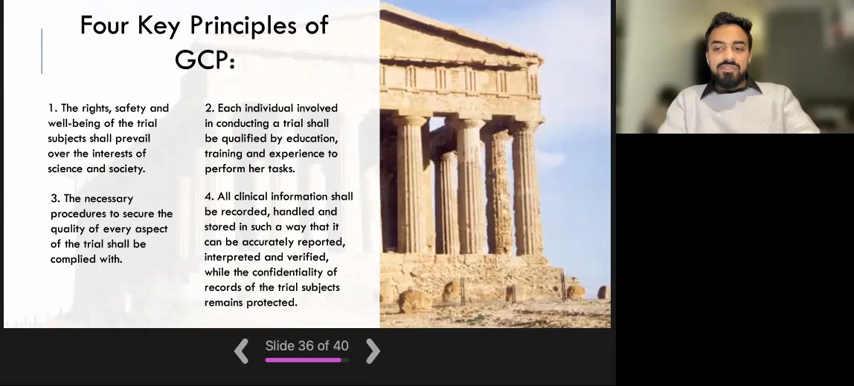 Four Key Principles of
GCP:
1. The rights, safety and
well-being of the trial
subjects shall prevail
over the interests of
science and society.
2. Each individual involved
in conducting a trial shall
be qualified by education,
training and experience to
perform her tasks.
3. The necessary
procedures to secure the
quality of every aspect
of the trial shall be
complied with.
4. All clinical information shall
be recorded, handled and
stored in such a way that it
can be accurately reported,
interpreted and verified,
while the confidentiality of
records of the trial subjects
remains protected.
Slide 36 of 40